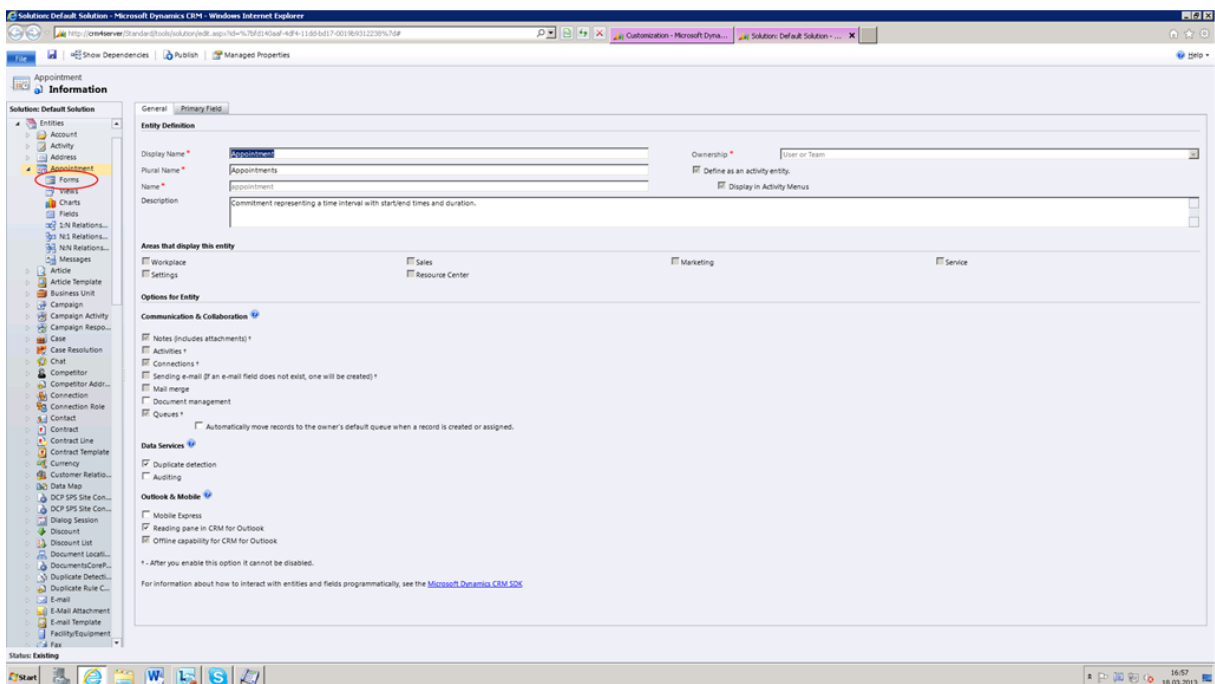 Solution: Default Solution - Microsoft Dynamics CRM - Windows Internet Explorer
Customization - Microsoft Dyna...
Solution: Default Solution - ...
File
Show Dependencies
Publish
Managed Properties
Help
Appointment
Information
Solution: Default Solution
Entities
Account
Activity
Address
Appointment
Forms
Views
Charts
Fields
1:N Relations...
N:1 Relations...
N:N Relations...
Messages
Article
Article Template
Business Unit
Campaign
Campaign Activity
Campaign Respo...
Case
Case Resolution
Chat
Competitor
Competitor Addr...
Connection
Connection Role
Contact
Contract
Contract Line
Contract Template
Currency
Customer Relatio...
Data Map
DCP SPS Site Con...
DCP SPS Site Con...
Dialog Session
Discount
Discount List
Document Locati...
DocumentsCoreP...
Duplicate Detecti...
Duplicate Rule C...
E-mail
E-Mail Attachment
E-mail Template
Facility/Equipment
Fax
General
Primary Field
Entity Definition
Display Name *
Appointment
Ownership *
User or Team
Plural Name *
Appointments
Define as an activity entity.
Name *
appointment
Display in Activity Menus
Description
Commitment representing a time interval with start/end times and duration.
Areas that display this entity
Workplace
Sales
Marketing
Service
Settings
Resource Center
Options for Entity
Communication & Collaboration
Notes (includes attachments) †
Activities †
Connections †
Sending e-mail (If an e-mail field does not exist, one will be created) †
Mail merge
Document management
Queues †
Automatically move records to the owner's default queue when a record is created or assigned.
Data Services
Duplicate detection
Auditing
Outlook & Mobile
Mobile Express
Reading pane in CRM for Outlook
Offline capability for CRM for Outlook
† - After you enable this option it cannot be disabled.
For information about how to interact with entities and fields programmatically, see the Microsoft Dynamics CRM SDK
Status: Existing
Start
16:57
18.03.2013